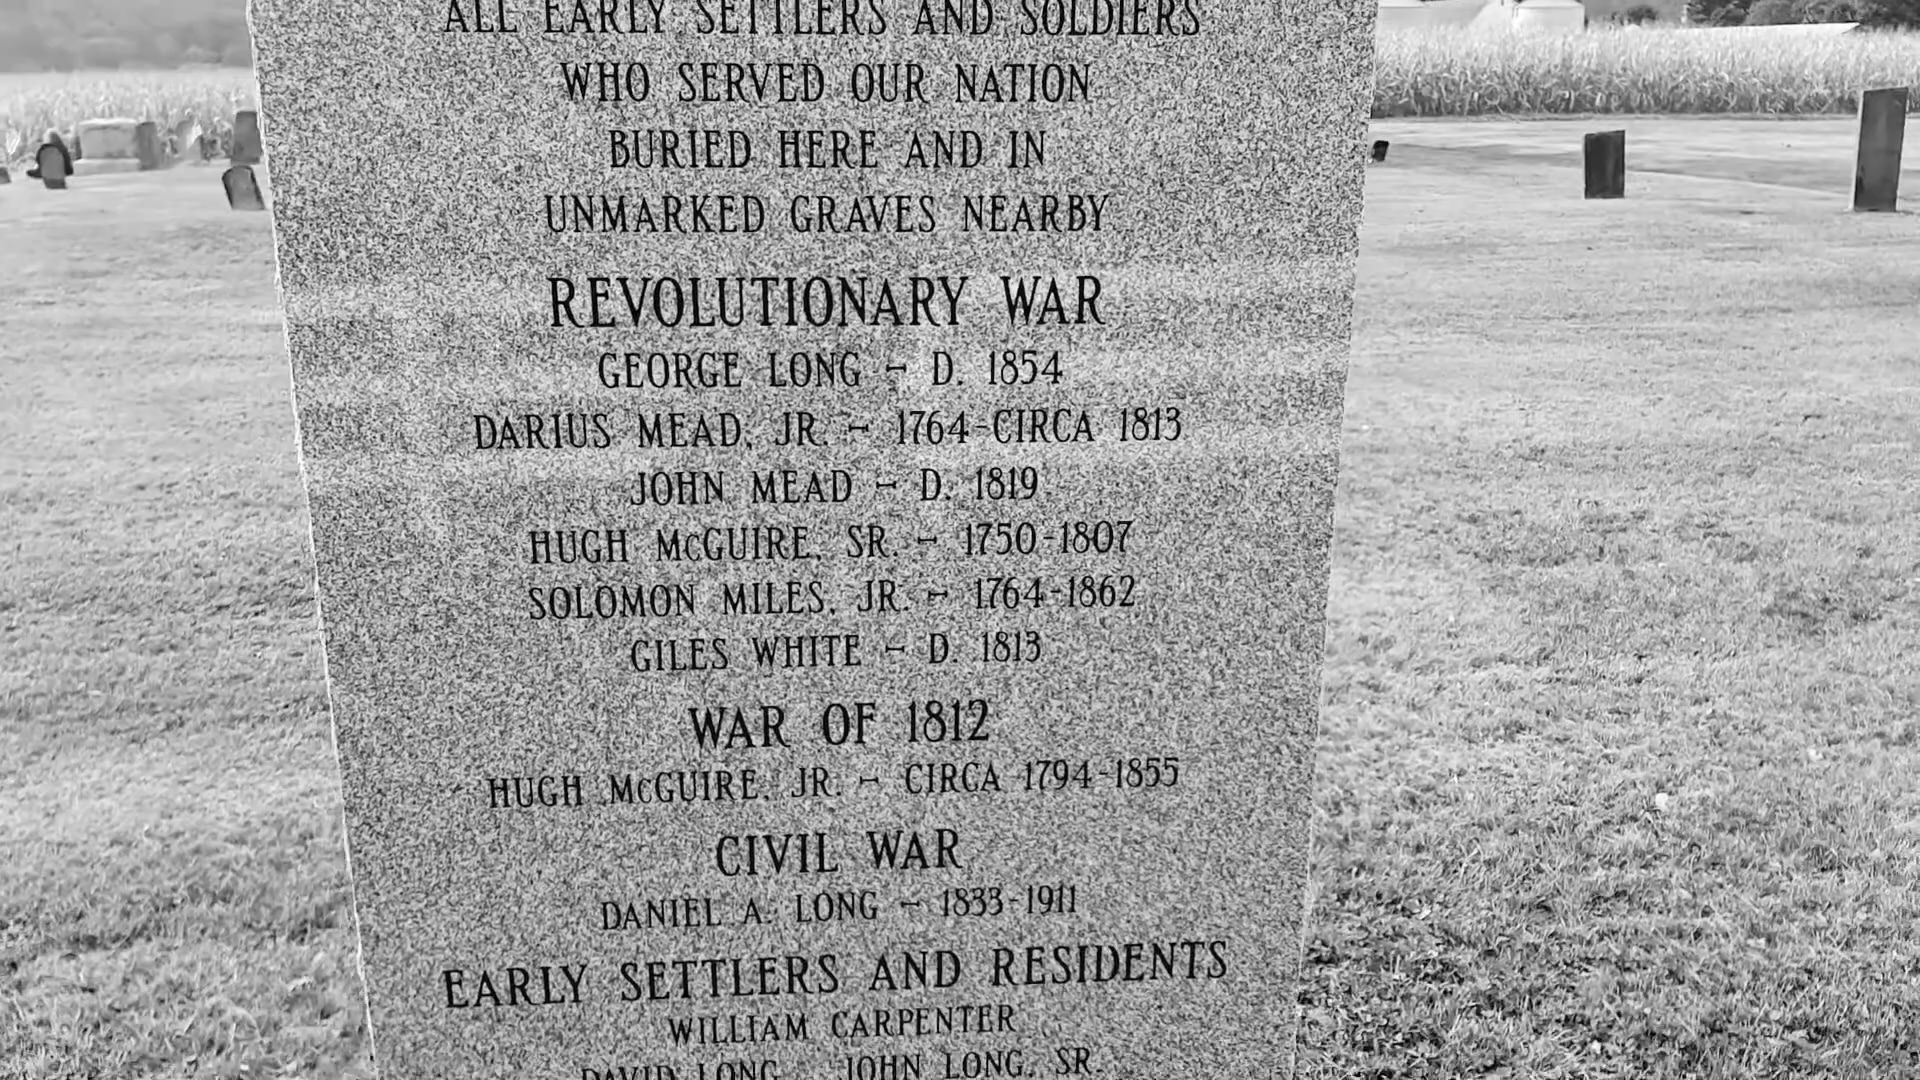 ALL EARLY SETTLERS AND SOLDIERS
WHO SERVED OUR NATION
BURIED HERE AND IN
UNMARKED GRAVES NEARBY
REVOLUTIONARY WAR
GEORGE LONG – D. 1854
DARIUS MEAD, JR. – 1764-CIRCA 1813
JOHN MEAD – D. 1819
HUGH McGUIRE, SR. – 1750-1807
SOLOMON MILES, JR. – 1764-1862
GILES WHITE – D. 1813
WAR OF 1812
HUGH McGUIRE, JR. – CIRCA 1794-1855
CIVIL WAR
DANIEL A. LONG – 1833-1911
EARLY SETTLERS AND RESIDENTS
WILLIAM CARPENTER
DAVID LONG JOHN LONG, SR.